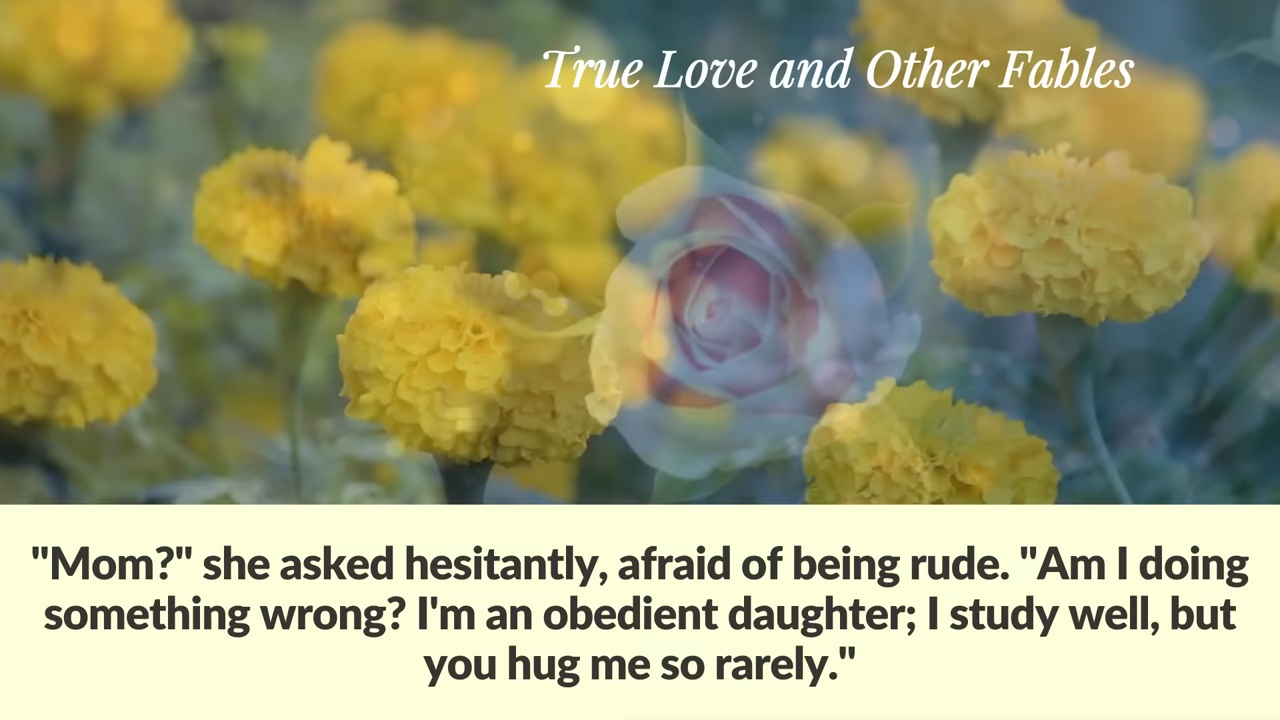 True Love and Other Fables
"Mom?" she asked hesitantly, afraid of being rude. "Am I doing
something wrong? I'm an obedient daughter; I study well, but
you hug me so rarely."